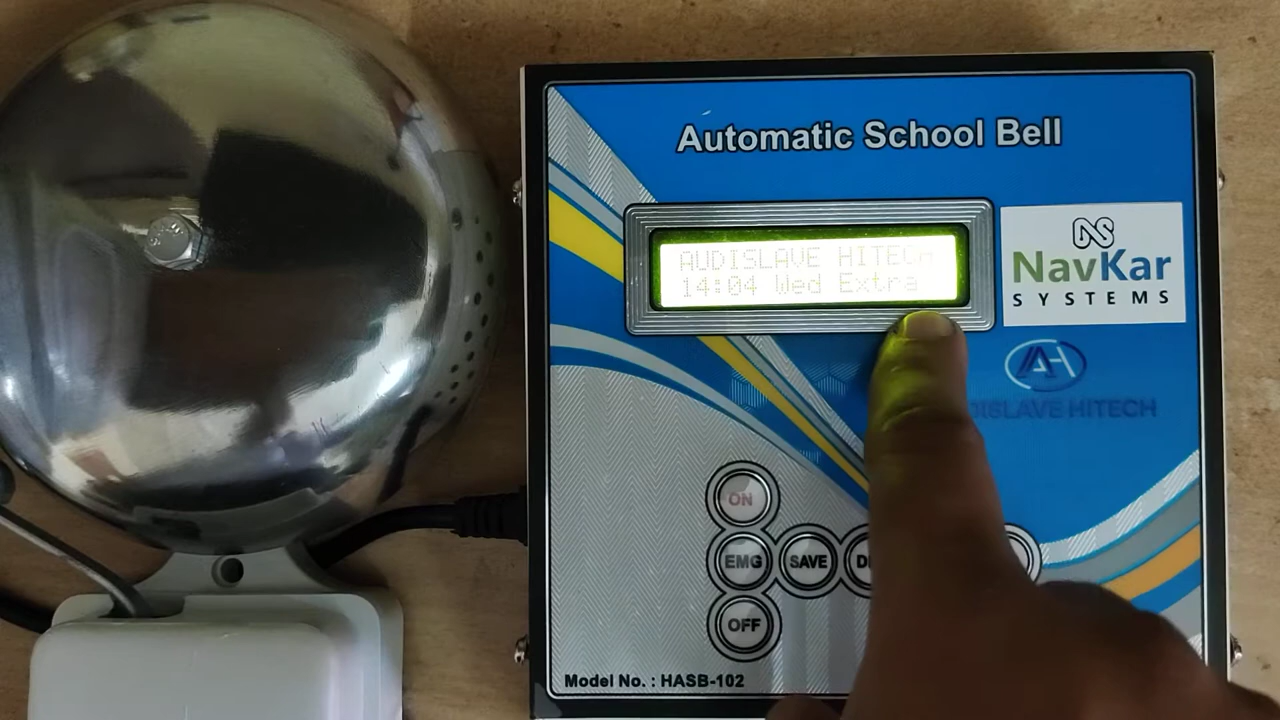 Automatic School Bell
AUDISLAVE HITECH
14:04 Wed Extra
NavKar
SYSTEMS
HITECH
ON
EMG
SAVE
OFF
Model No. : HASB-102